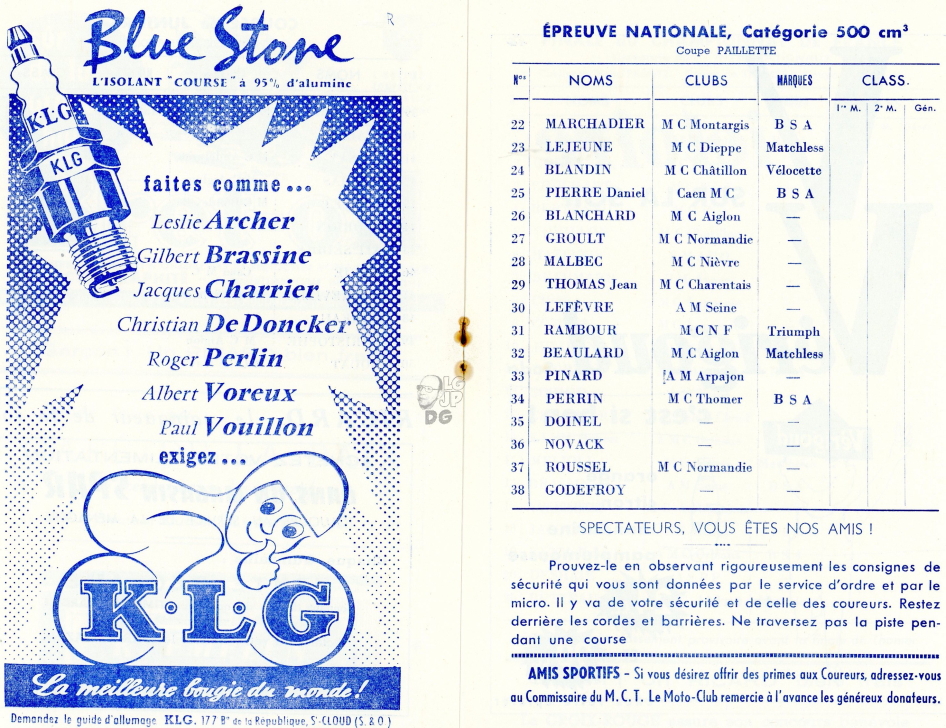 Blue Stone
L'ISOLANT "COURSE" à 95% d'alumine
K·L·G
KLG
faites comme...
Leslie Archer
Gilbert Brassine
Jacques Charrier
Christian De Doncker
Roger Perlin
Albert Voreux
Paul Vouillon
exigez...
K·L·G
La meilleure bougie du monde!
Demandez le guide d'allumage KLG, 177 Bd de la République, St-CLOUD (S. & O.)
LG
JP
DG
ÉPREUVE NATIONALE, Catégorie 500 cm³
Coupe PAILLETTE
Nos NOMS CLUBS MARQUES CLASS.
1re M. 2e M. Gén.
22 MARCHADIER M C Montargis B S A
23 LEJEUNE M C Dieppe Matchless
24 BLANDIN M C Châtillon Vélocette
25 PIERRE Daniel Caen M C B S A
26 BLANCHARD M C Aiglon —
27 GROULT M C Normandie —
28 MALBEC M C Nièvre —
29 THOMAS Jean M C Charentais —
30 LEFÈVRE A M Seine —
31 RAMBOUR M C N F Triumph
32 BEAULARD M C Aiglon Matchless
33 PINARD A M Arpajon —
34 PERRIN M C Thomer B S A
35 DOINEL — —
36 NOVACK — —
37 ROUSSEL M C Normandie —
38 GODEFROY — —
SPECTATEURS, VOUS ÊTES NOS AMIS !
Prouvez-le en observant rigoureusement les consignes de
sécurité qui vous sont données par le service d'ordre et par le
micro. Il y va de votre sécurité et de celle des coureurs. Restez
derrière les cordes et barrières. Ne traversez pas la piste pen-
dant une course
AMIS SPORTIFS - Si vous désirez offrir des primes aux Coureurs, adressez-vous
au Commissaire du M. C. T. Le Moto-Club remercie à l'avance les généreux donateurs.